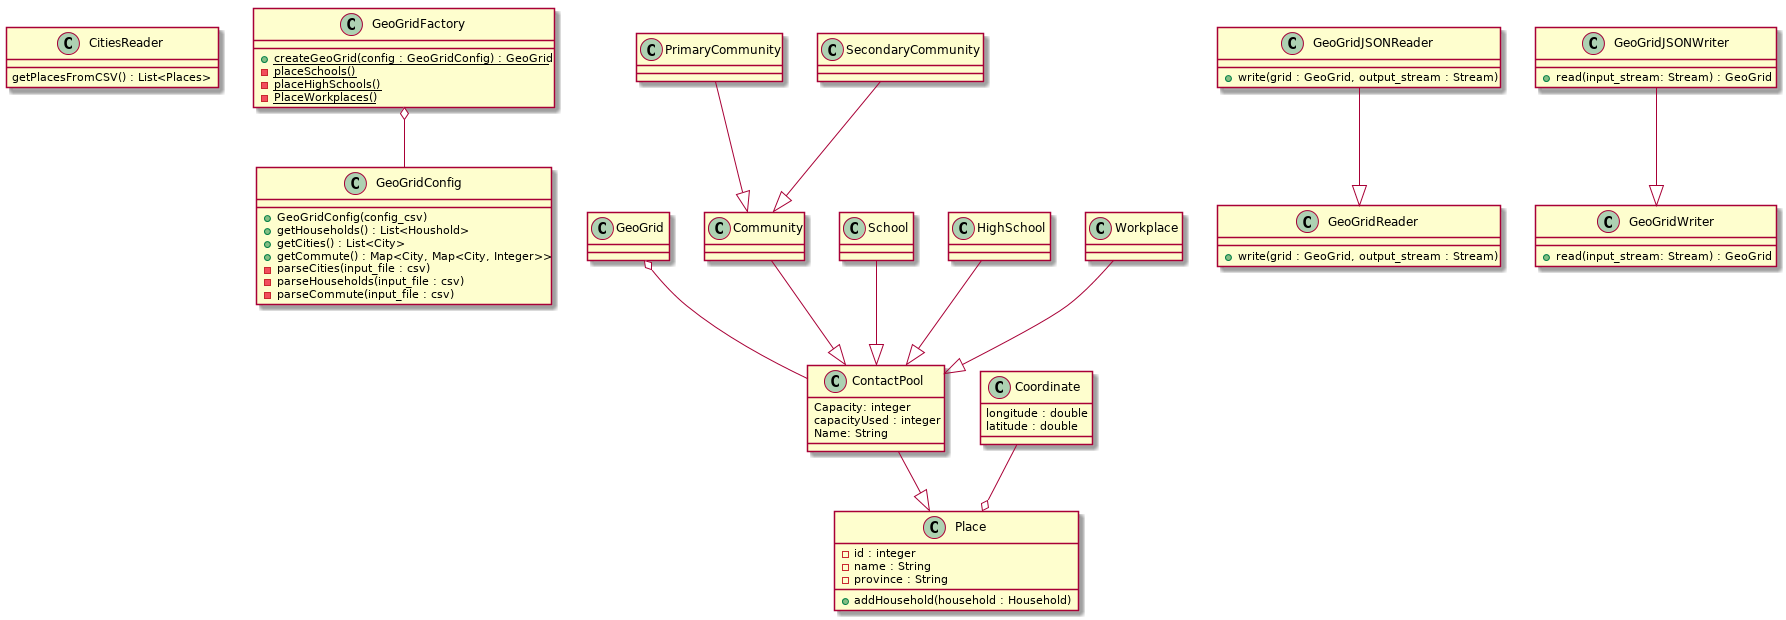 C CitiesReader
getPlacesFromCSV() : List<Places>
C GeoGridFactory
createGeoGrid(config : GeoGridConfig) : GeoGrid
placeSchools()
placeHighSchools()
PlaceWorkplaces()
C GeoGridConfig
GeoGridConfig(config_csv)
getHouseholds() : List<Houshold>
getCities() : List<City>
getCommute() : Map<City, Map<City, Integer>>
parseCities(input_file : csv)
parseHouseholds(input_file : csv)
parseCommute(input_file : csv)
C PrimaryCommunity
C SecondaryCommunity
C GeoGrid
C Community
C School
C HighSchool
C Workplace
C ContactPool
Capacity: integer
capacityUsed : integer
Name: String
C Coordinate
longitude : double
latitude : double
C Place
id : integer
name : String
province : String
addHousehold(household : Household)
C GeoGridJSONReader
write(grid : GeoGrid, output_stream : Stream)
C GeoGridReader
write(grid : GeoGrid, output_stream : Stream)
C GeoGridJSONWriter
read(input_stream: Stream) : GeoGrid
C GeoGridWriter
read(input_stream: Stream) : GeoGrid